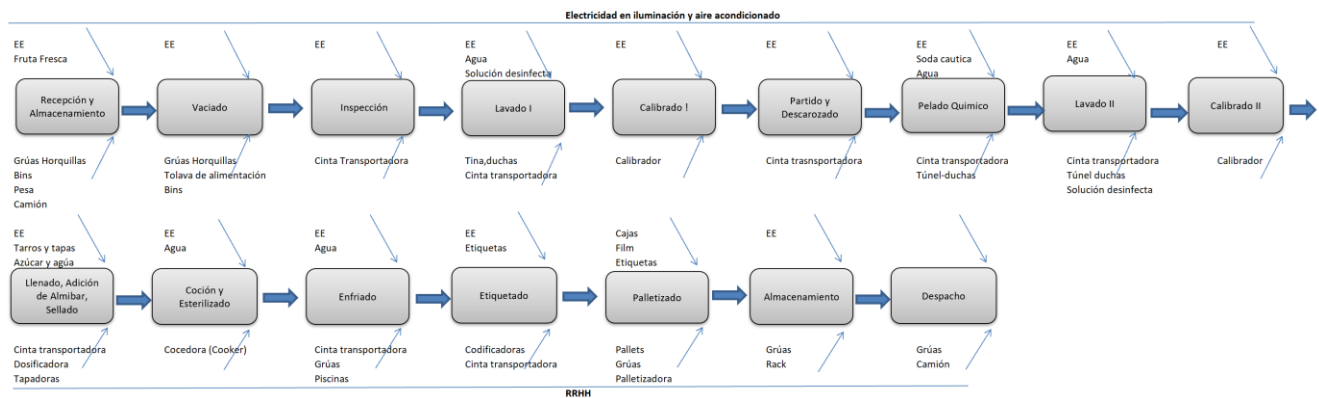 Electricidad en iluminación y aire acondicionado
EE
Fruta Fresca
EE
EE
EE
Agua
Solución desinfecta
EE
EE
EE
Soda cautica
Agua
EE
Agua
EE
Recepción y
Almacenamiento
Vaciado
Inspección
Lavado I
Calibrado !
Partido y
Descarozado
Pelado Quimico
Lavado II
Calibrado II
Grúas Horquillas
Bins
Pesa
Camión
Grúas Horquillas
Tolava de alimentación
Bins
Cinta Transportadora
Tina,duchas
Cinta transportadora
Calibrador
Cinta trasnsportadora
Cinta transportadora
Túnel-duchas
Cinta transportadora
Túnel duchas
Solución desinfecta
Calibrador
EE
Tarros y tapas
Azúcar y agúa
EE
Agua
EE
Agua
EE
Etiquetas
Cajas
Film
Etiquetas
EE
Llenado, Adición
de Almibar,
Sellado
Coción y
Esterilizado
Enfriado
Etiquetado
Palletizado
Almacenamiento
Despacho
Cinta transportadora
Dosificadora
Tapadoras
Cocedora (Cooker)
Cinta transportadora
Grúas
Piscinas
Codificadoras
Cinta transportadora
Pallets
Grúas
Palletizadora
Grúas
Rack
Grúas
Camión
RRHH